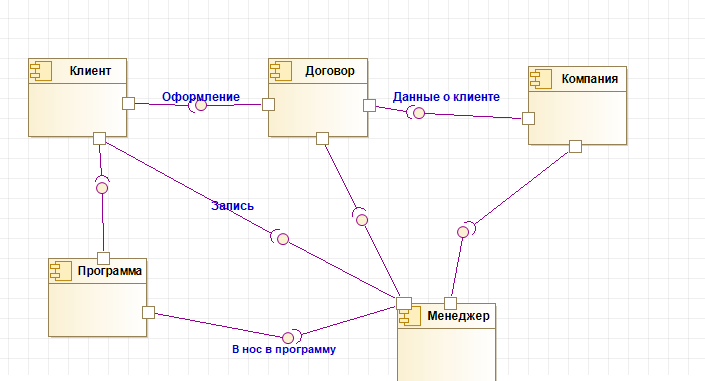 Клиент
Договор
Компания
Оформление
Данные о клиенте
Запись
Программа
Менеджер
В нос в программу